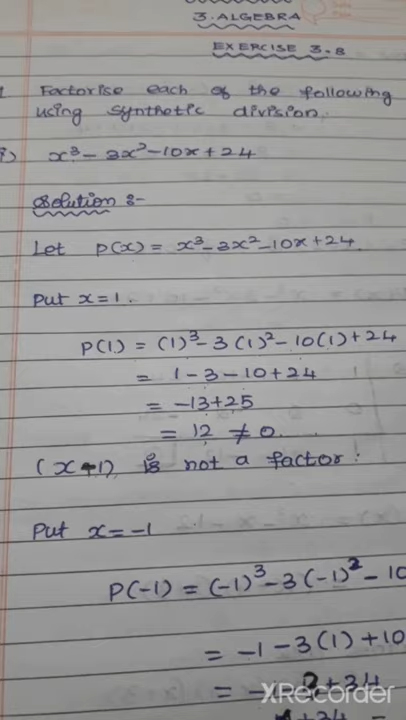 3. ALGEBRA
EXERCISE 3.8
1 Factorise each of the following
using synthetic division.
i) x³ - 3x² - 10x + 24
Solution :-
Let P(x) = x³ - 3x² - 10x + 24
Put x = 1.
P(1) = (1)³ - 3(1)² - 10(1) + 24
= 1 - 3 - 10 + 24
= -13 + 25
= 12 ≠ 0.
(x - 1) is not a factor.
Put x = -1
P(-1) = (-1)³ - 3(-1)² - 10
= -1 - 3(1) + 10
XRecorder